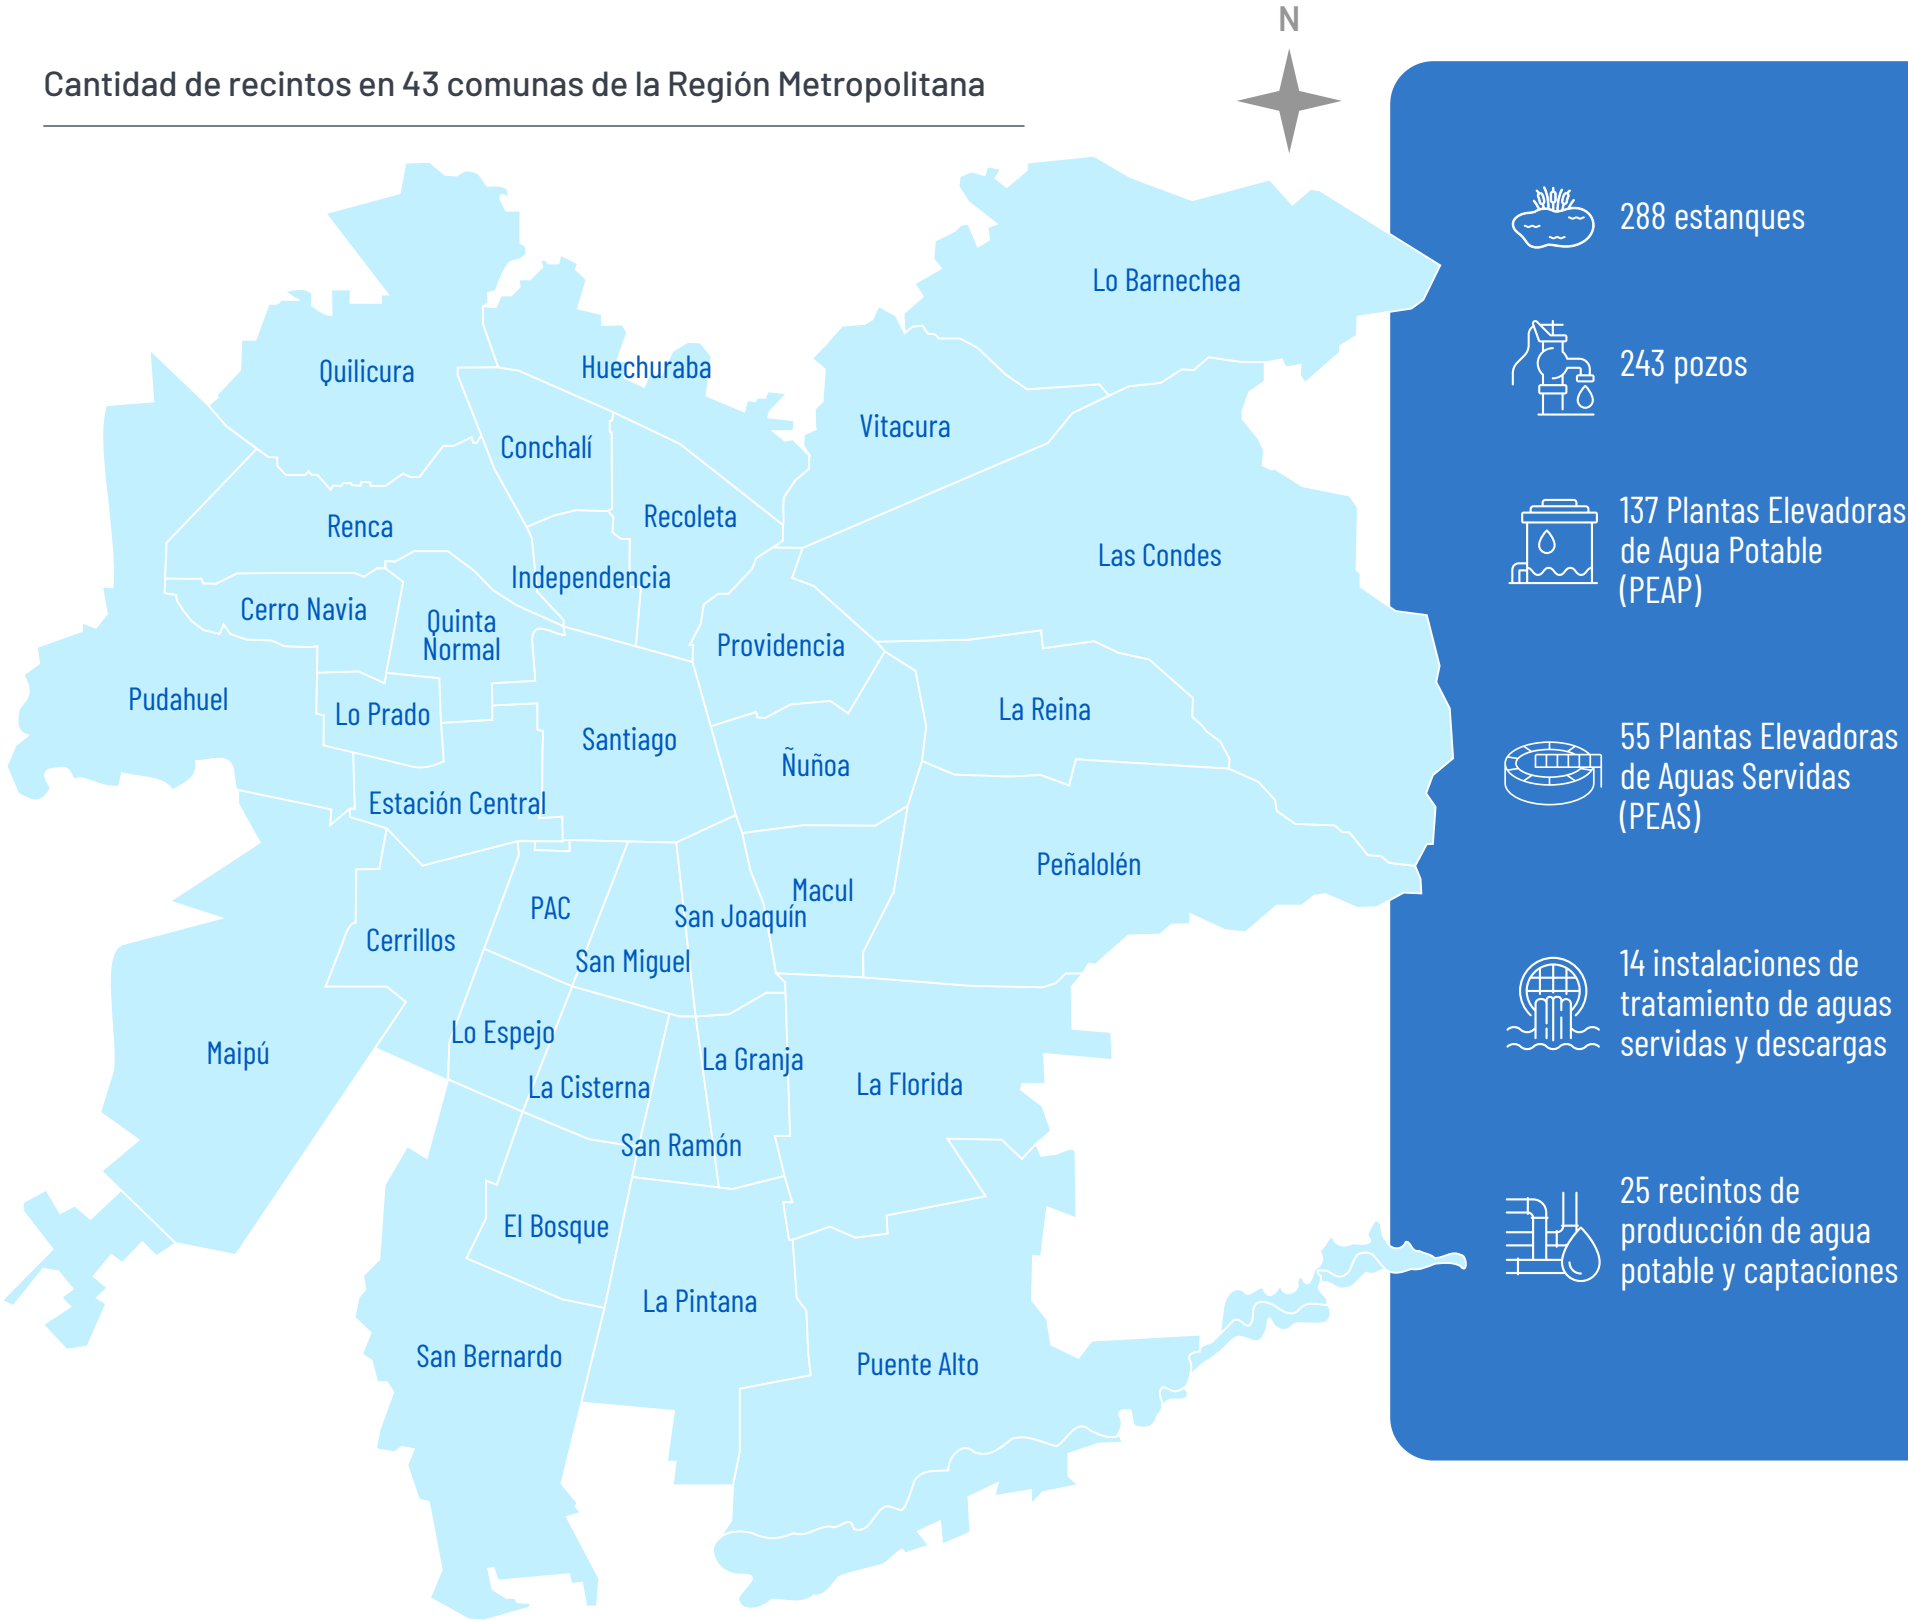 N
Cantidad de recintos en 43 comunas de la Región Metropolitana
Lo Barnechea
Quilicura
Huechuraba
Vitacura
Conchalí
Recoleta
Renca
Las Condes
Independencia
Cerro Navia
Quinta
Normal
Providencia
Pudahuel
Lo Prado
La Reina
Santiago
Ñuñoa
Estación Central
Peñalolén
Macul
PAC
San Joaquín
Cerrillos
San Miguel
Lo Espejo
Maipú
La Granja
La Cisterna
La Florida
San Ramón
El Bosque
La Pintana
San Bernardo
Puente Alto
288 estanques
243 pozos
137 Plantas Elevadoras
de Agua Potable
(PEAP)
55 Plantas Elevadoras
de Aguas Servidas
(PEAS)
14 instalaciones de
tratamiento de aguas
servidas y descargas
25 recintos de
producción de agua
potable y captaciones